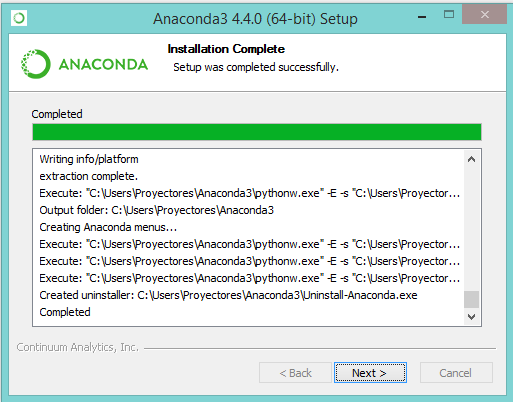 Anaconda3 4.4.0 (64-bit) Setup
Installation Complete
Setup was completed successfully.
ANACONDA
Completed
Writing info/platform
extraction complete.
Execute: "C:\Users\Proyectores\Anaconda3\pythonw.exe" -E -s "C:\Users\Proyector...
Output folder: C:\Users\Proyectores\Anaconda3
Creating Anaconda menus...
Execute: "C:\Users\Proyectores\Anaconda3\pythonw.exe" -E -s "C:\Users\Proyector...
Execute: "C:\Users\Proyectores\Anaconda3\pythonw.exe" -E -s "C:\Users\Proyector...
Execute: "C:\Users\Proyectores\Anaconda3\pythonw.exe" -E -s "C:\Users\Proyector...
Created uninstaller: C:\Users\Proyectores\Anaconda3\Uninstall-Anaconda.exe
Completed
Continuum Analytics, Inc.
< Back Next > Cancel